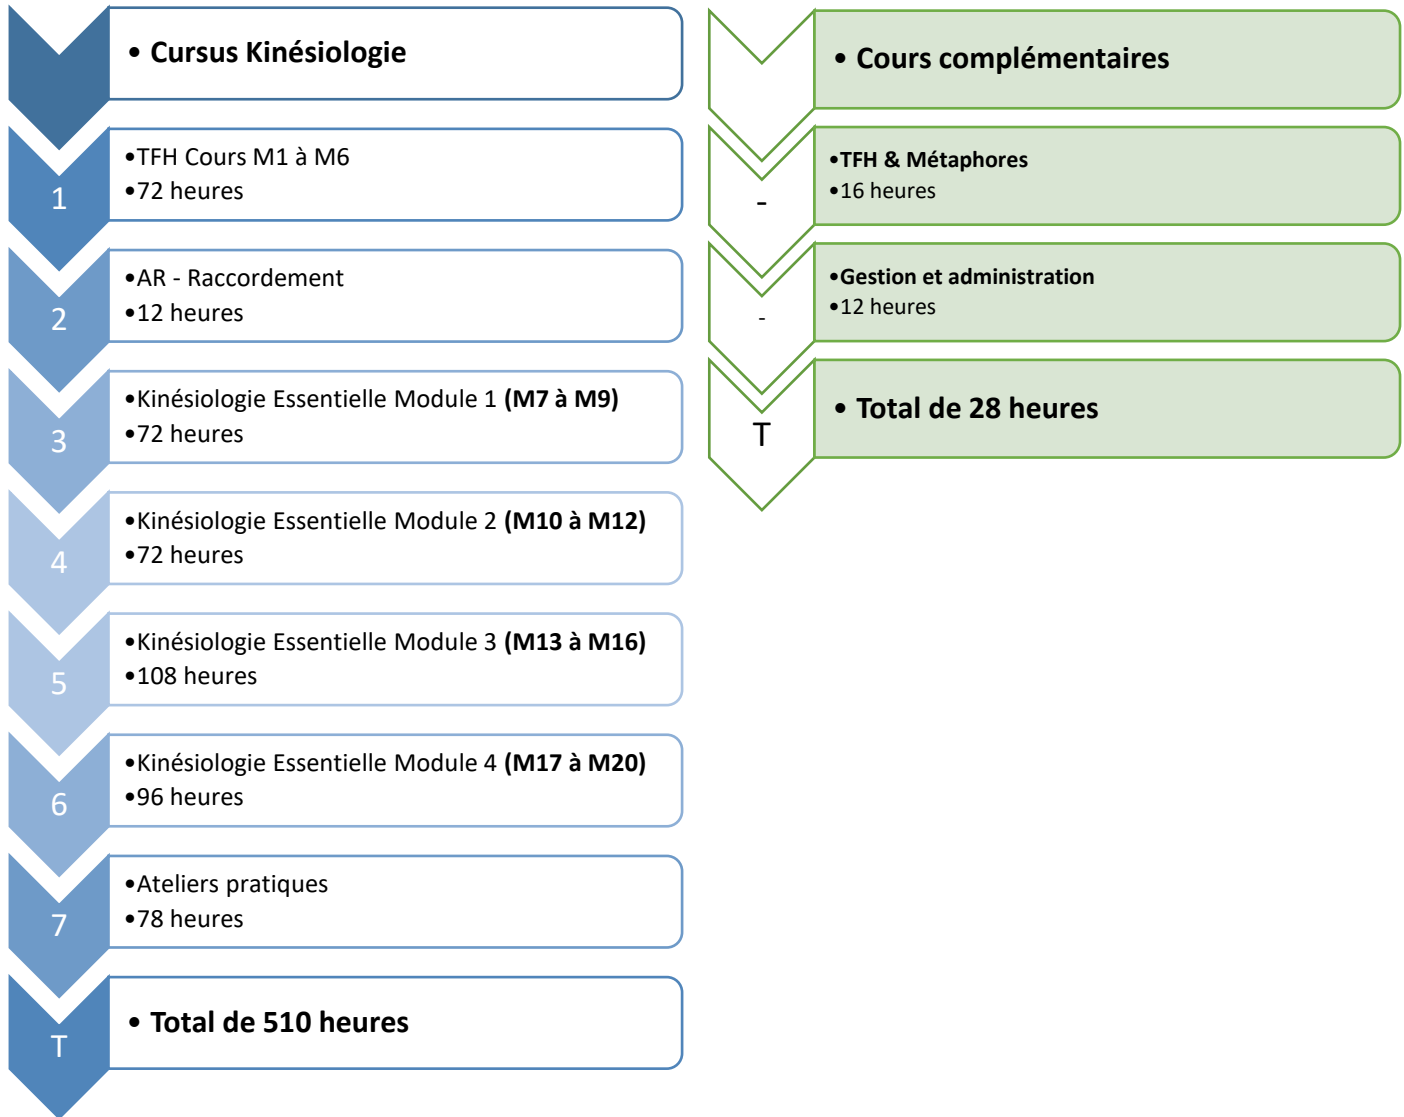 • Cursus Kinésiologie
1
•TFH Cours M1 à M6
•72 heures
2
•AR - Raccordement
•12 heures
3
•Kinésiologie Essentielle Module 1 (M7 à M9)
•72 heures
4
•Kinésiologie Essentielle Module 2 (M10 à M12)
•72 heures
5
•Kinésiologie Essentielle Module 3 (M13 à M16)
•108 heures
6
•Kinésiologie Essentielle Module 4 (M17 à M20)
•96 heures
7
•Ateliers pratiques
•78 heures
T
• Total de 510 heures
• Cours complémentaires
-
•TFH & Métaphores
•16 heures
-
•Gestion et administration
•12 heures
T
• Total de 28 heures